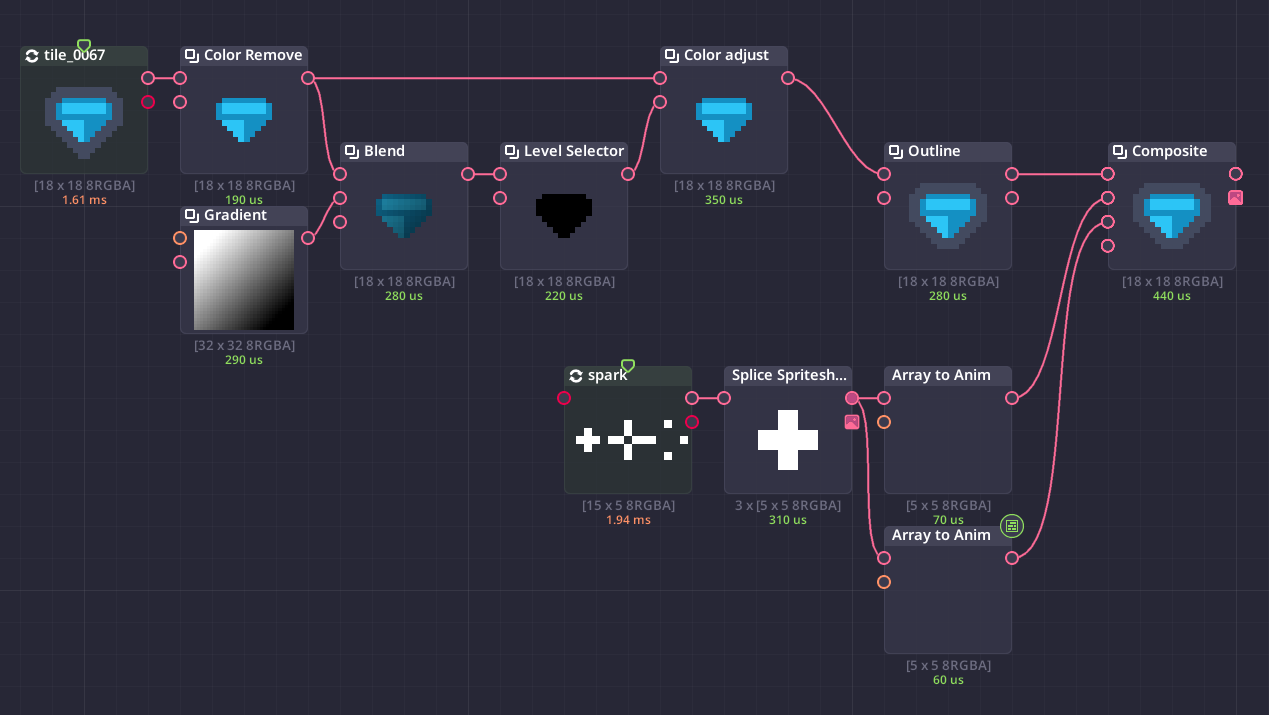 tile_0067
[18 x 18 8RGBA]
1.61 ms
Color Remove
[18 x 18 8RGBA]
190 us
Gradient
[32 x 32 8RGBA]
290 us
Blend
[18 x 18 8RGBA]
280 us
Level Selector
[18 x 18 8RGBA]
220 us
Color adjust
[18 x 18 8RGBA]
350 us
Outline
[18 x 18 8RGBA]
280 us
Composite
[18 x 18 8RGBA]
440 us
spark
[15 x 5 8RGBA]
1.94 ms
Splice Spritesh...
3 x [5 x 5 8RGBA]
310 us
Array to Anim
[5 x 5 8RGBA]
70 us
Array to Anim
[5 x 5 8RGBA]
60 us